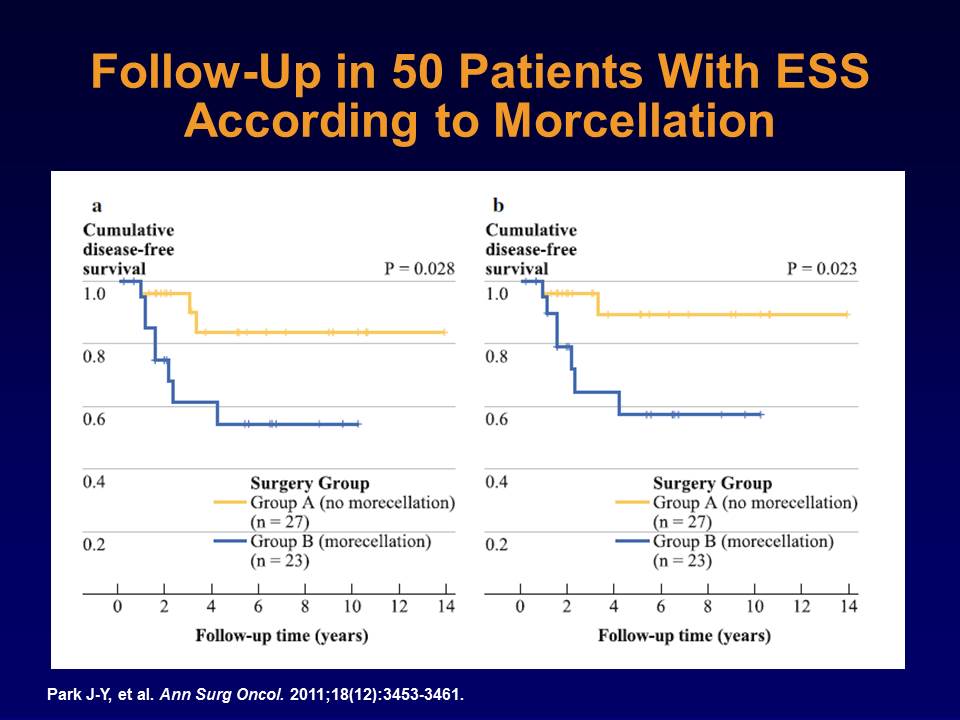 Follow-Up in 50 Patients With ESS
According to Morcellation
a
Cumulative
disease-free
survival
P = 0.028
1.0
0.8
0.6
0.4
0.2
Surgery Group
Group A (no morecellation)
(n = 27)
Group B (morecellation)
(n = 23)
0 2 4 6 8 10 12 14
Follow-up time (years)
b
Cumulative
disease-free
survival
P = 0.023
1.0
0.8
0.6
0.4
0.2
Surgery Group
Group A (no morecellation)
(n = 27)
Group B (morecellation)
(n = 23)
0 2 4 6 8 10 12 14
Follow-up time (years)
Park J-Y, et al. Ann Surg Oncol. 2011;18(12):3453-3461.